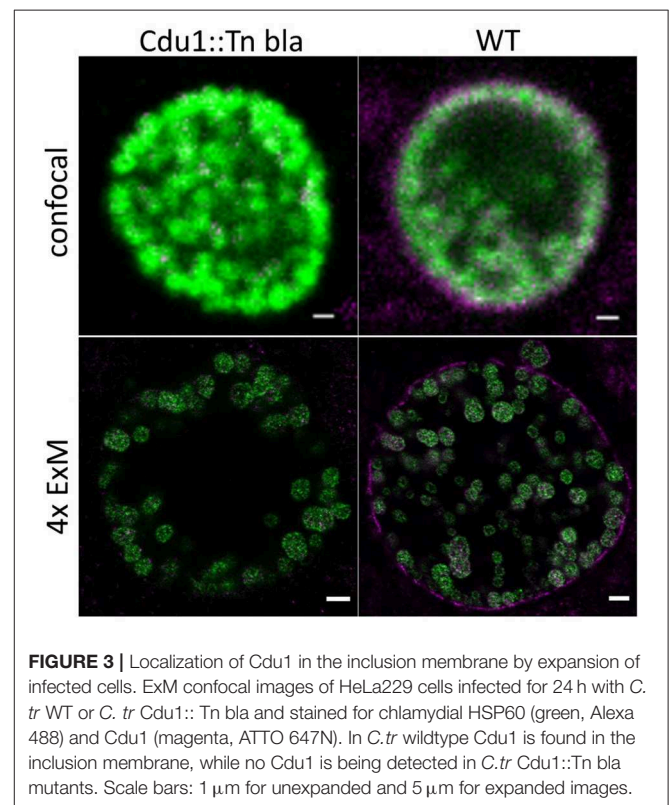 Cdu1::Tn bla WT
confocal
4x ExM
FIGURE 3 | Localization of Cdu1 in the inclusion membrane by expansion of
infected cells. ExM confocal images of HeLa229 cells infected for 24 h with C.
tr WT or C. tr Cdu1:: Tn bla and stained for chlamydial HSP60 (green, Alexa
488) and Cdu1 (magenta, ATTO 647N). In C.tr wildtype Cdu1 is found in the
inclusion membrane, while no Cdu1 is being detected in C.tr Cdu1::Tn bla
mutants. Scale bars: 1 μm for unexpanded and 5 μm for expanded images.